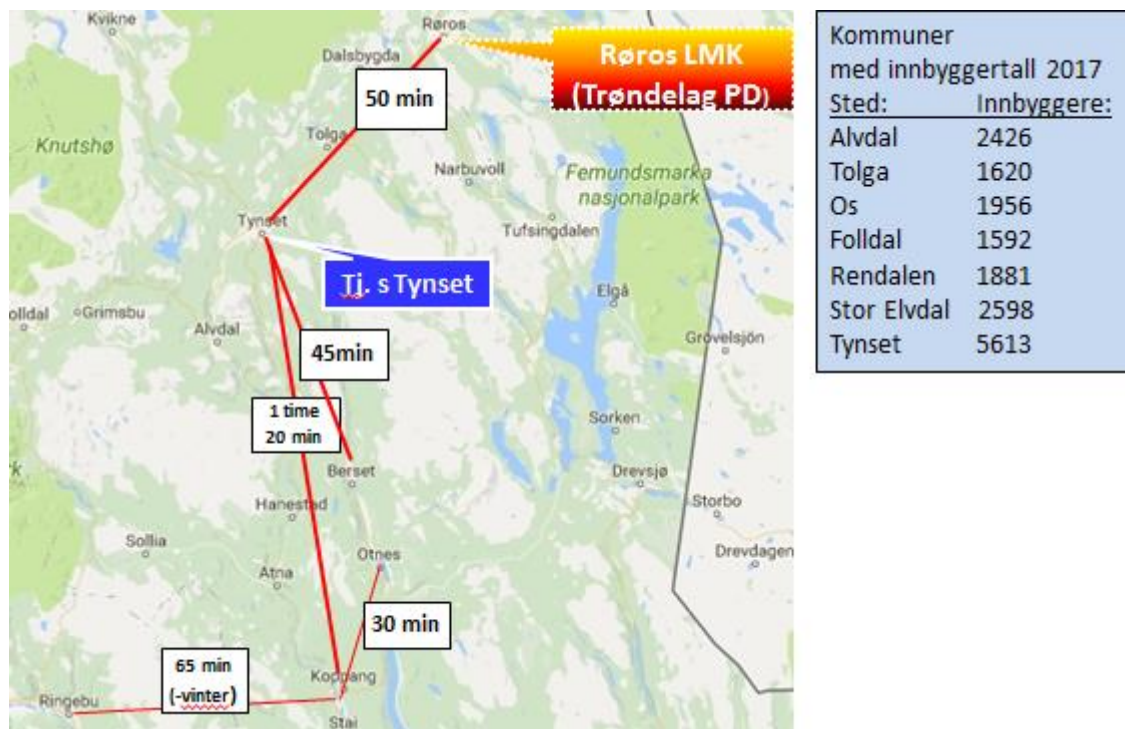 Kvikne
Røros
Dalsbygda
Røros LMK
(Trøndelag PD)
50 min
Tolga
Knutshø
Narbuvoll
Femundsmarka
nasjonalpark
Tynset
Tufsingdalen
Tj. s Tynset
Elgå
olldal
Grimsbu
Alvdal
Grövelsjön
45min
1 time
20 min
Sorken
Berset
Drevsjø
rk
Hanestad
Storbo
Sollia
Otnes
Drevdagen
Atna
30 min
65 min
(-vinter)
Koppang
Ringebu
Stai
Kommuner
med innbyggertall 2017
Sted: Innbyggere:
Alvdal 2426
Tolga 1620
Os 1956
Folldal 1592
Rendalen 1881
Stor Elvdal 2598
Tynset 5613